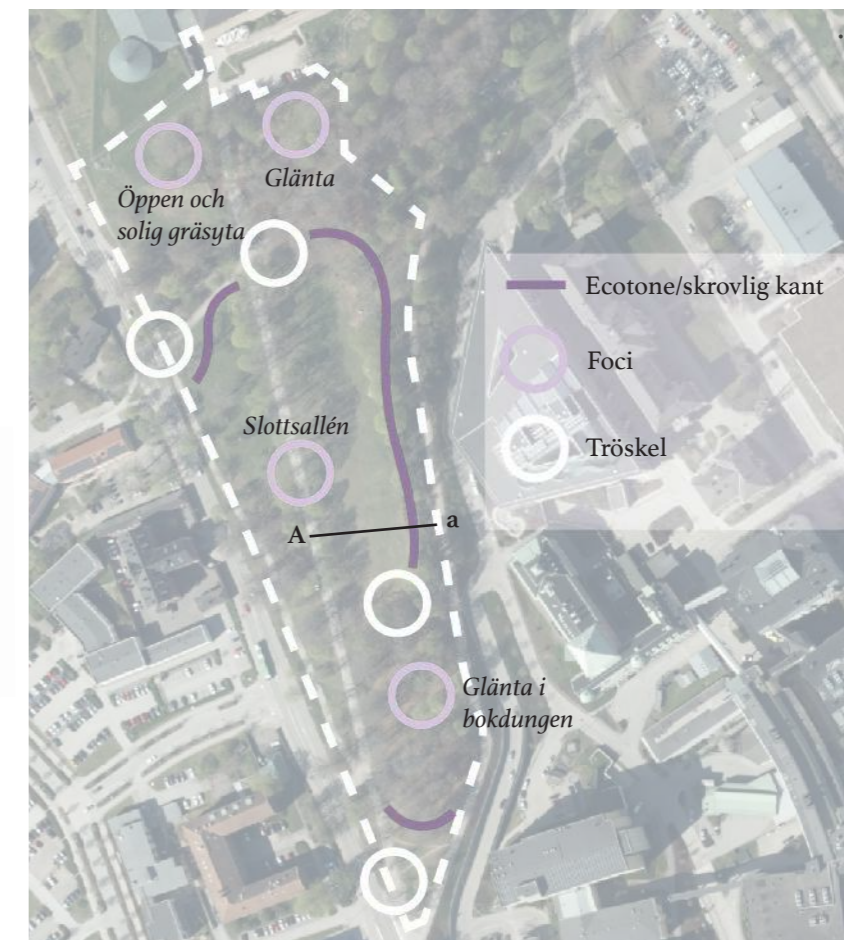 Glänta
Öppen och
solig gräsyta
Ecotone/skrovlig kant
Foci
Slottsallén
Tröskel
A
a
Glänta i
bokdungen